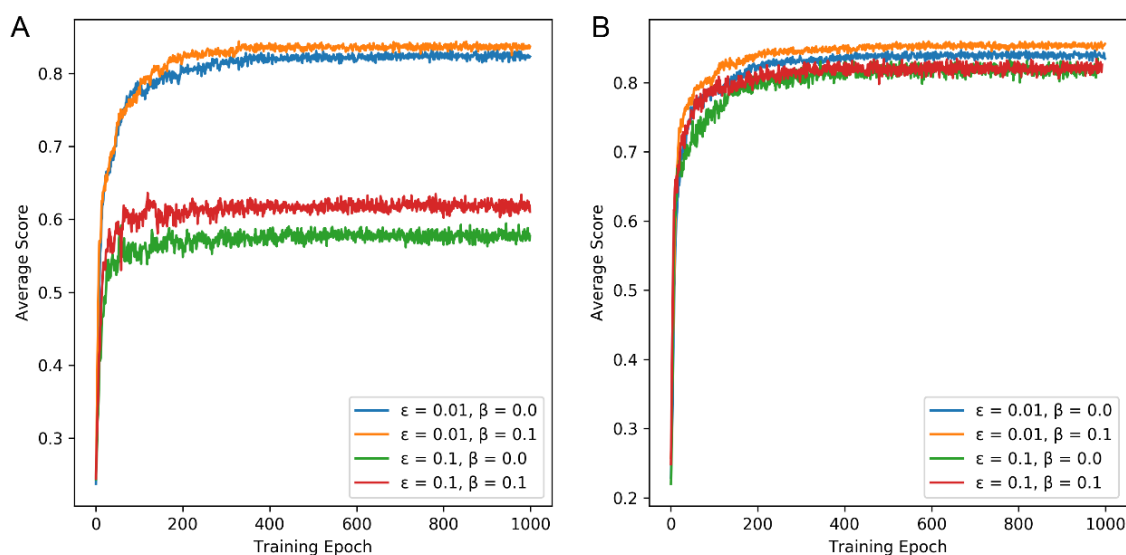 A
0.8
0.7
0.6
0.5
0.4
0.3
Average Score
0
200
400
600
800
1000
Training Epoch
ε = 0.01, β = 0.0
ε = 0.01, β = 0.1
ε = 0.1, β = 0.0
ε = 0.1, β = 0.1
B
0.8
0.7
0.6
0.5
0.4
0.3
0.2
Average Score
0
200
400
600
800
1000
Training Epoch
ε = 0.01, β = 0.0
ε = 0.01, β = 0.1
ε = 0.1, β = 0.0
ε = 0.1, β = 0.1